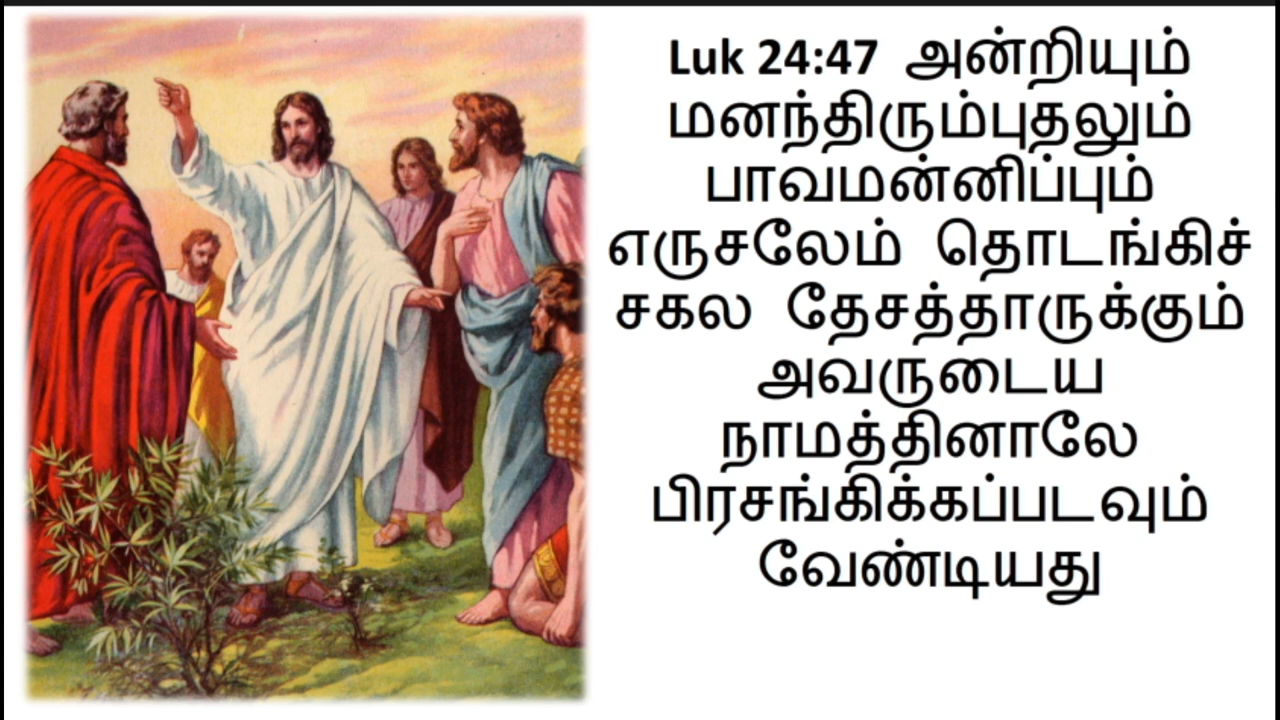 Luk 24:47 அன்றியும்
மனந்திரும்புதலும்
பாவமன்னிப்பும்
எருசலேம் தொடங்கிச்
சகல தேசத்தாருக்கும்
அவருடைய
நாமத்தினாலே
பிரசங்கிக்கப்படவும்
வேண்டியது